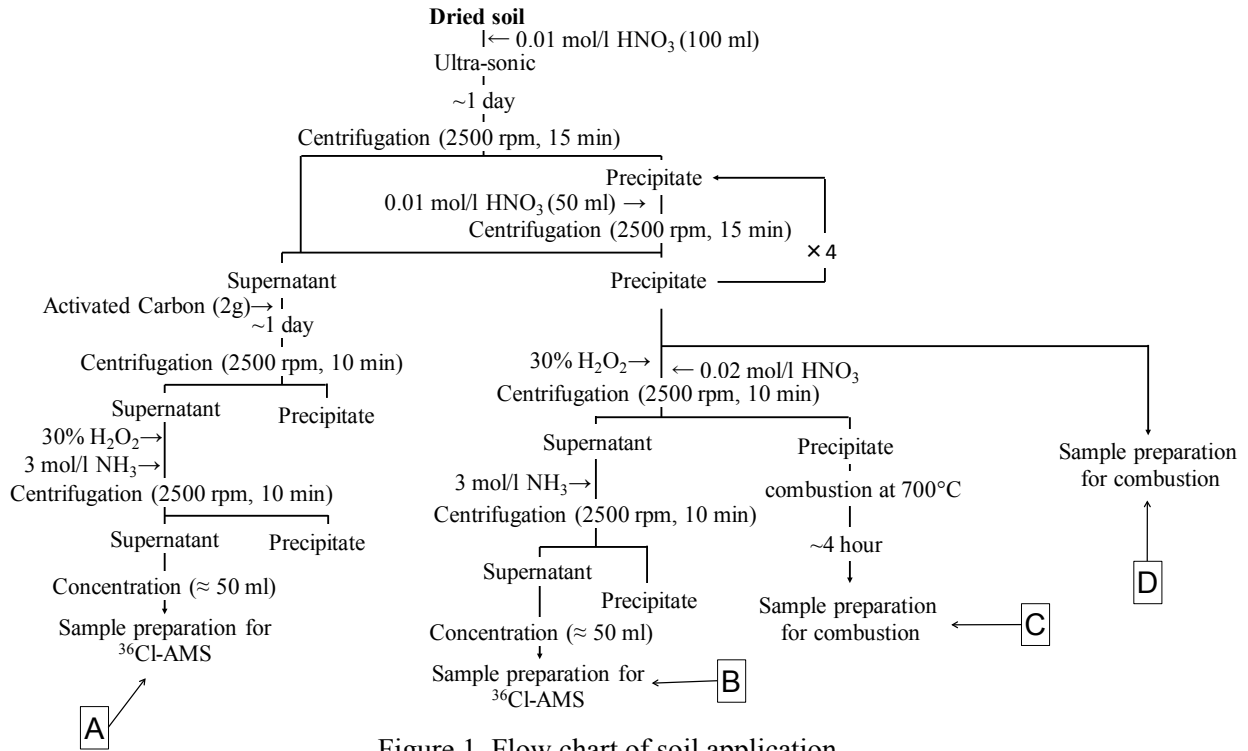 Dried soil
← 0.01 mol/l HNO₃ (100 ml)
Ultra-sonic
~1 day
Centrifugation (2500 rpm, 15 min)
Precipitate
0.01 mol/l HNO₃ (50 ml) →
Centrifugation (2500 rpm, 15 min)
×4
Supernatant
Precipitate
Activated Carbon (2g)→
~1 day
Centrifugation (2500 rpm, 10 min)
Supernatant
Precipitate
30% H₂O₂→
3 mol/l NH₃→
Centrifugation (2500 rpm, 10 min)
Supernatant
Precipitate
Concentration (≈ 50 ml)
Sample preparation for
³⁶Cl-AMS
A
30% H₂O₂→
← 0.02 mol/l HNO₃
Centrifugation (2500 rpm, 10 min)
Supernatant
Precipitate
3 mol/l NH₃→
Centrifugation (2500 rpm, 10 min)
Supernatant
Precipitate
Concentration (≈ 50 ml)
Sample preparation for
³⁶Cl-AMS
B
combustion at 700°C
~4 hour
Sample preparation
for combustion
C
Sample preparation
for combustion
D
Figure 1. Flow chart of soil application